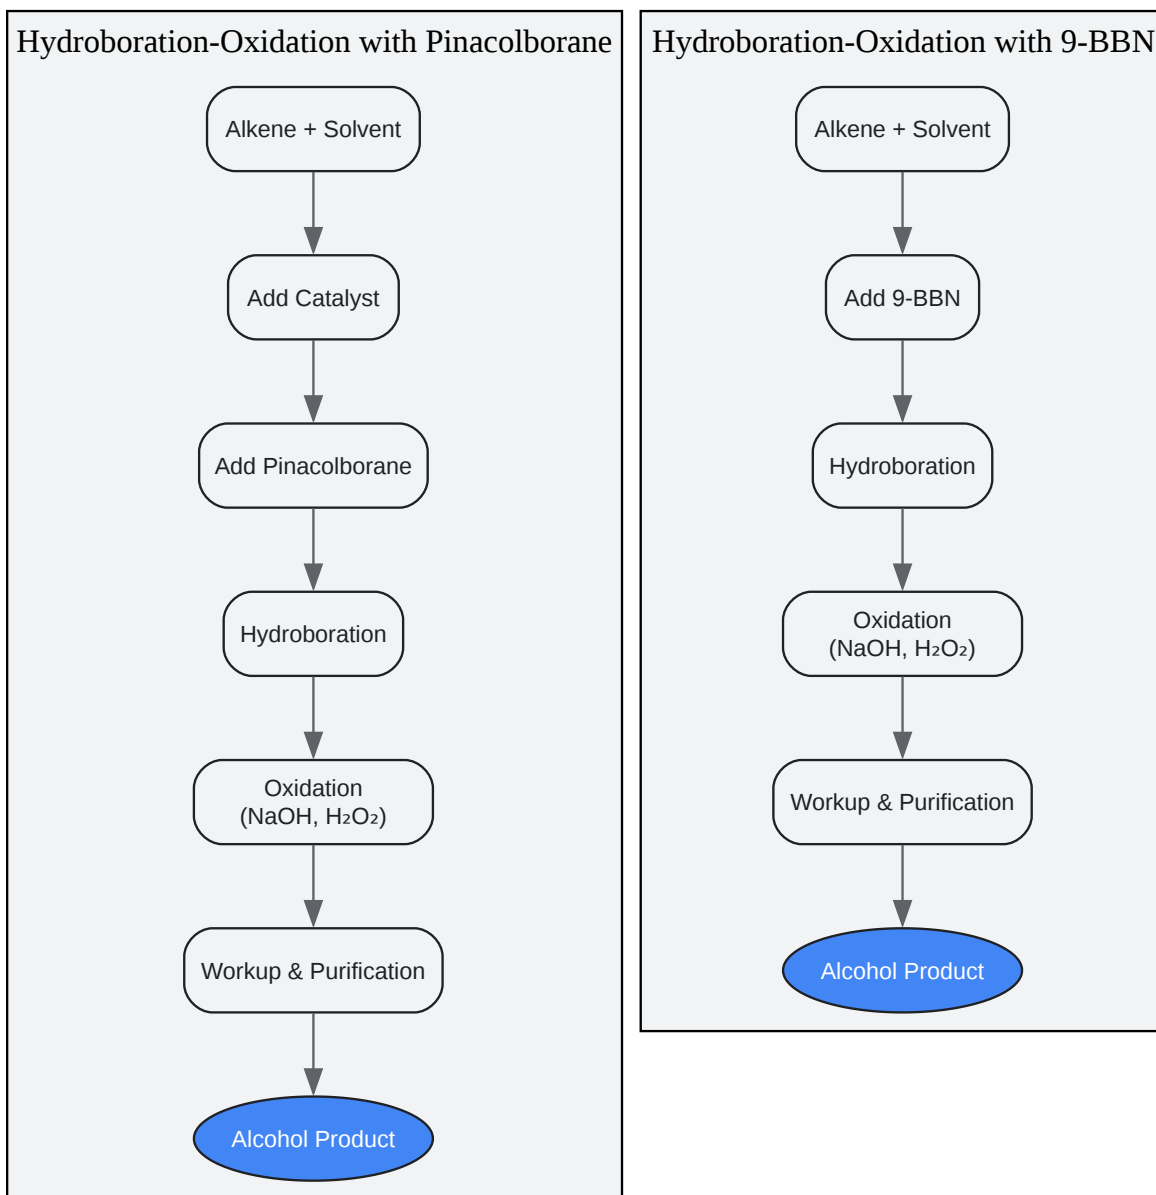 Hydroboration-Oxidation with Pinacolborane
Alkene + Solvent
Add Catalyst
Add Pinacolborane
Hydroboration
Oxidation
(NaOH, H₂O₂)
Workup & Purification
Alcohol Product
Hydroboration-Oxidation with 9-BBN
Alkene + Solvent
Add 9-BBN
Hydroboration
Oxidation
(NaOH, H₂O₂)
Workup & Purification
Alcohol Product